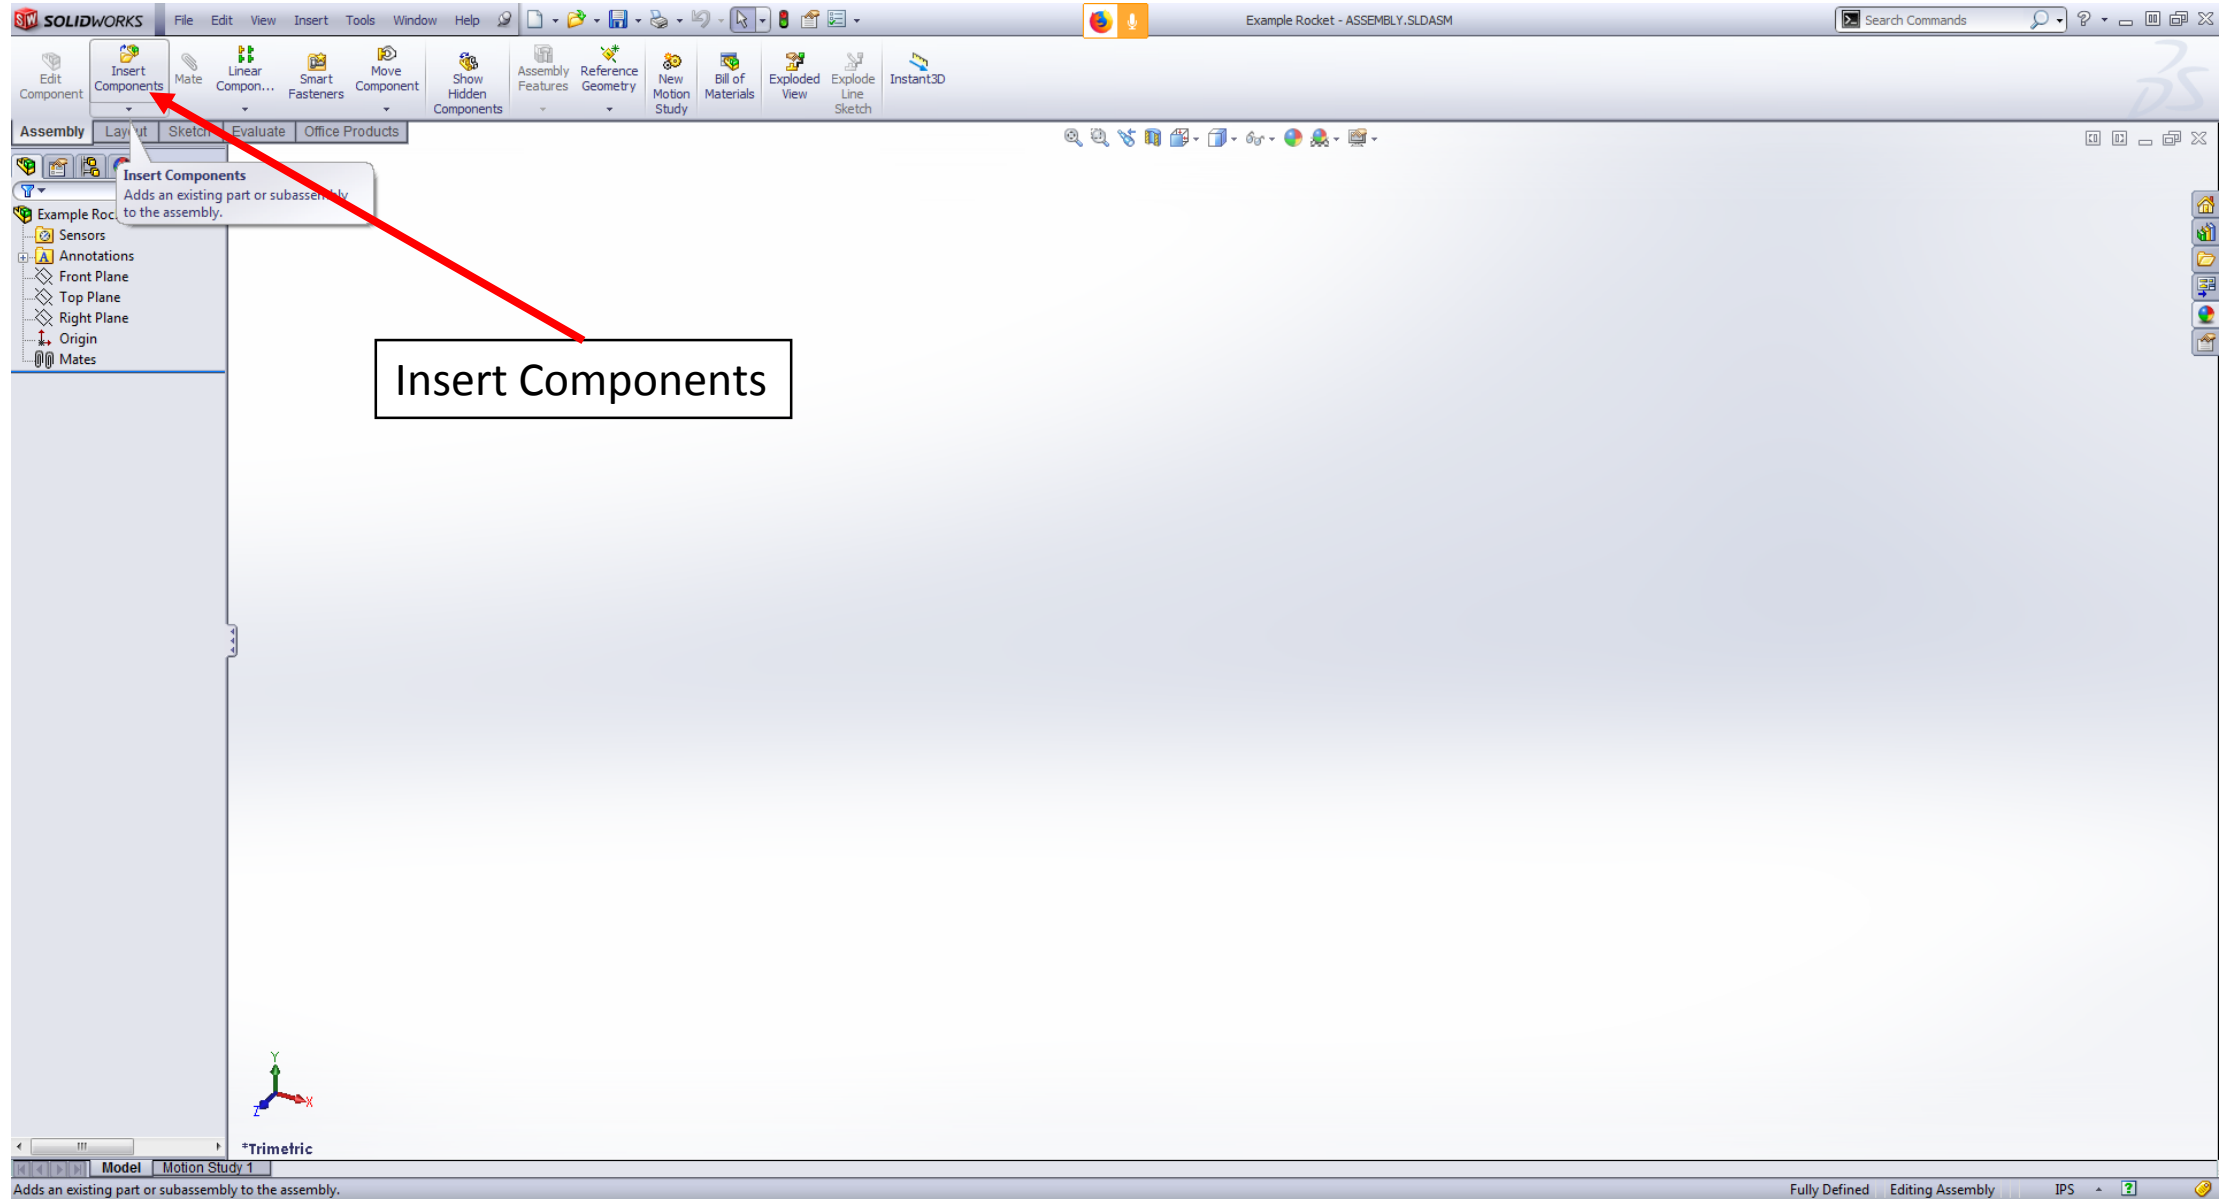 SOLIDWORKS File Edit View Insert Tools Window Help Example Rocket - ASSEMBLY.SLDASM Search Commands
Edit Component
Insert Components
Mate
Linear Compon...
Smart Fasteners
Move Component
Show Hidden Components
Assembly Features
Reference Geometry
New Motion Study
Bill of Materials
Exploded View
Explode Line Sketch
Instant3D
Assembly Layout Sketch Evaluate Office Products
Insert Components
Adds an existing part or subassembly
to the assembly.
Example Roc
Sensors
Annotations
Front Plane
Top Plane
Right Plane
Origin
Mates
Insert Components
Y
X
Z
*Trimetric
Model Motion Study 1
Adds an existing part or subassembly to the assembly. Fully Defined Editing Assembly IPS